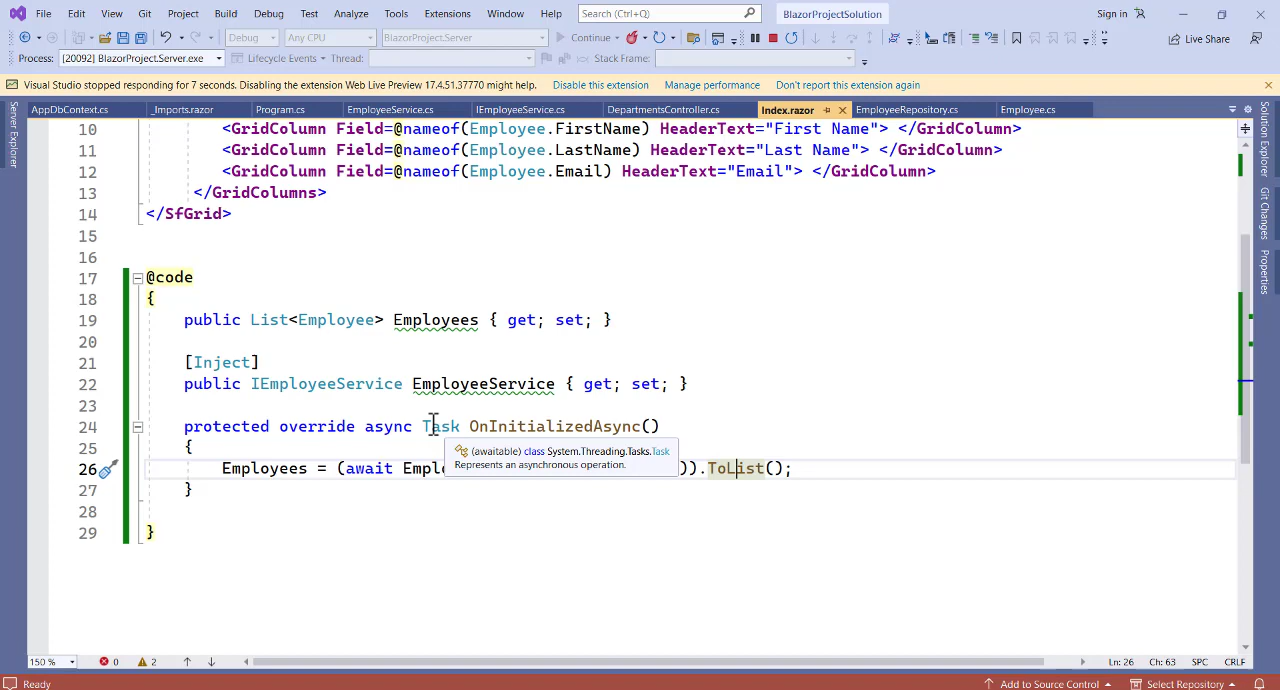 File Edit View Git Project Build Debug Test Analyze Tools Extensions Window Help Search (Ctrl+Q) BlazorProjectSolution Sign in
Debug Any CPU BlazorProject.Server Continue Live Share
Process: [20092] BlazorProject.Server.exe Lifecycle Events Thread: Stack Frame:
Visual Studio stopped responding for 7 seconds. Disabling the extension Web Live Preview 17.4.51.37770 might help. Disable this extension Manage performance Don't report this extension again
Server Explorer
AppDbContext.cs _Imports.razor Program.cs EmployeeService.cs IEmployeeService.cs DepartmentsController.cs Index.razor EmployeeRepository.cs Employee.cs
Solution Explorer
Git Changes
Properties
10 <GridColumn Field=@nameof(Employee.FirstName) HeaderText="First Name"> </GridColumn>
11 <GridColumn Field=@nameof(Employee.LastName) HeaderText="Last Name"> </GridColumn>
12 <GridColumn Field=@nameof(Employee.Email) HeaderText="Email"> </GridColumn>
13 </GridColumns>
14 </SfGrid>
15
16
17 @code
18 {
19 public List<Employee> Employees { get; set; }
20
21 [Inject]
22 public IEmployeeService EmployeeService { get; set; }
23
24 protected override async Task OnInitializedAsync()
25 {
(awaitable) class System.Threading.Tasks.Task
Represents an asynchronous operation.
26 Employees = (await Empl )).ToList();
27 }
28
29 }
150 % 0 2 Ln: 26 Ch: 63 SPC CRLF
Ready Add to Source Control Select Repository